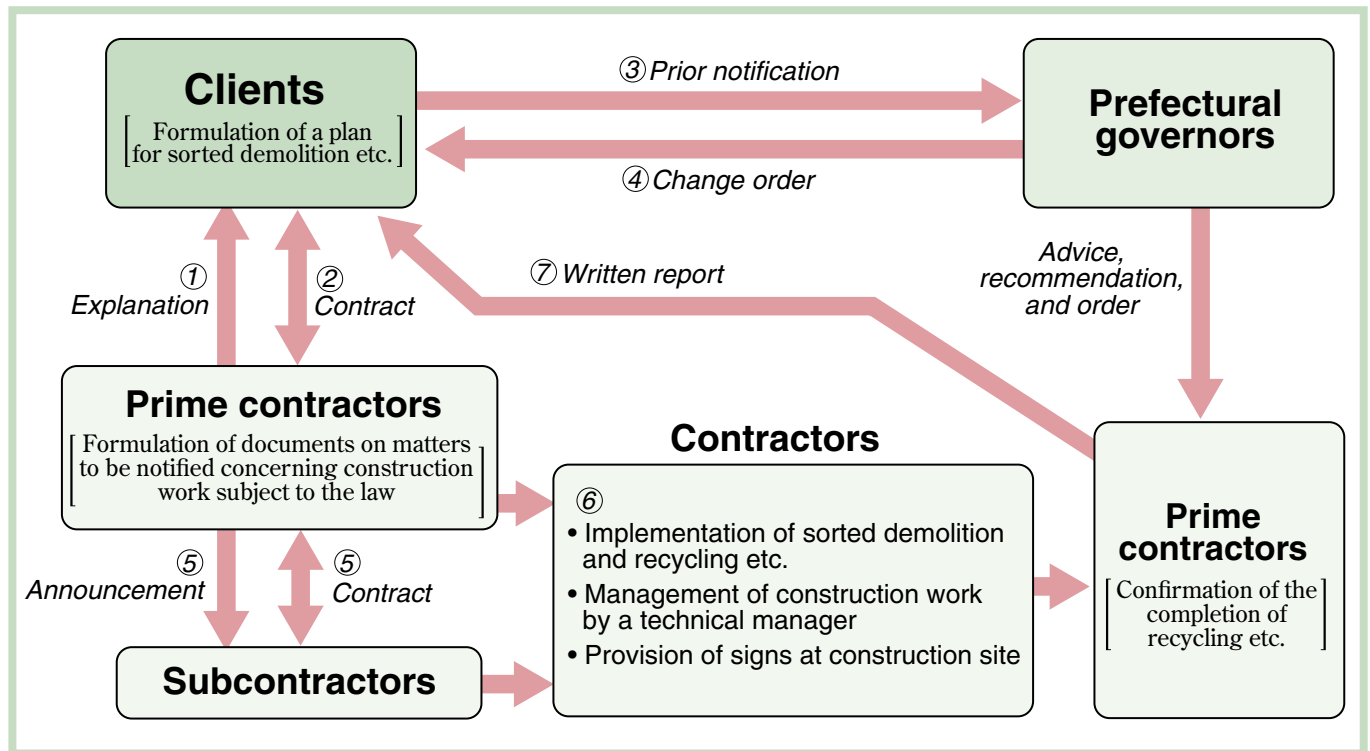 Clients
[Formulation of a plan
for sorted demolition etc.]
③ Prior notification
④ Change order
Prefectural
governors
①
Explanation
②
Contract
⑦ Written report
Advice,
recommendation,
and order
Prime contractors
[Formulation of documents on matters
to be notified concerning construction
work subject to the law]
⑤
Announcement
⑤
Contract
Subcontractors
Contractors
⑥
• Implementation of sorted demolition
and recycling etc.
• Management of construction work
by a technical manager
• Provision of signs at construction site
Prime
contractors
[Confirmation of the
completion of
recycling etc.]